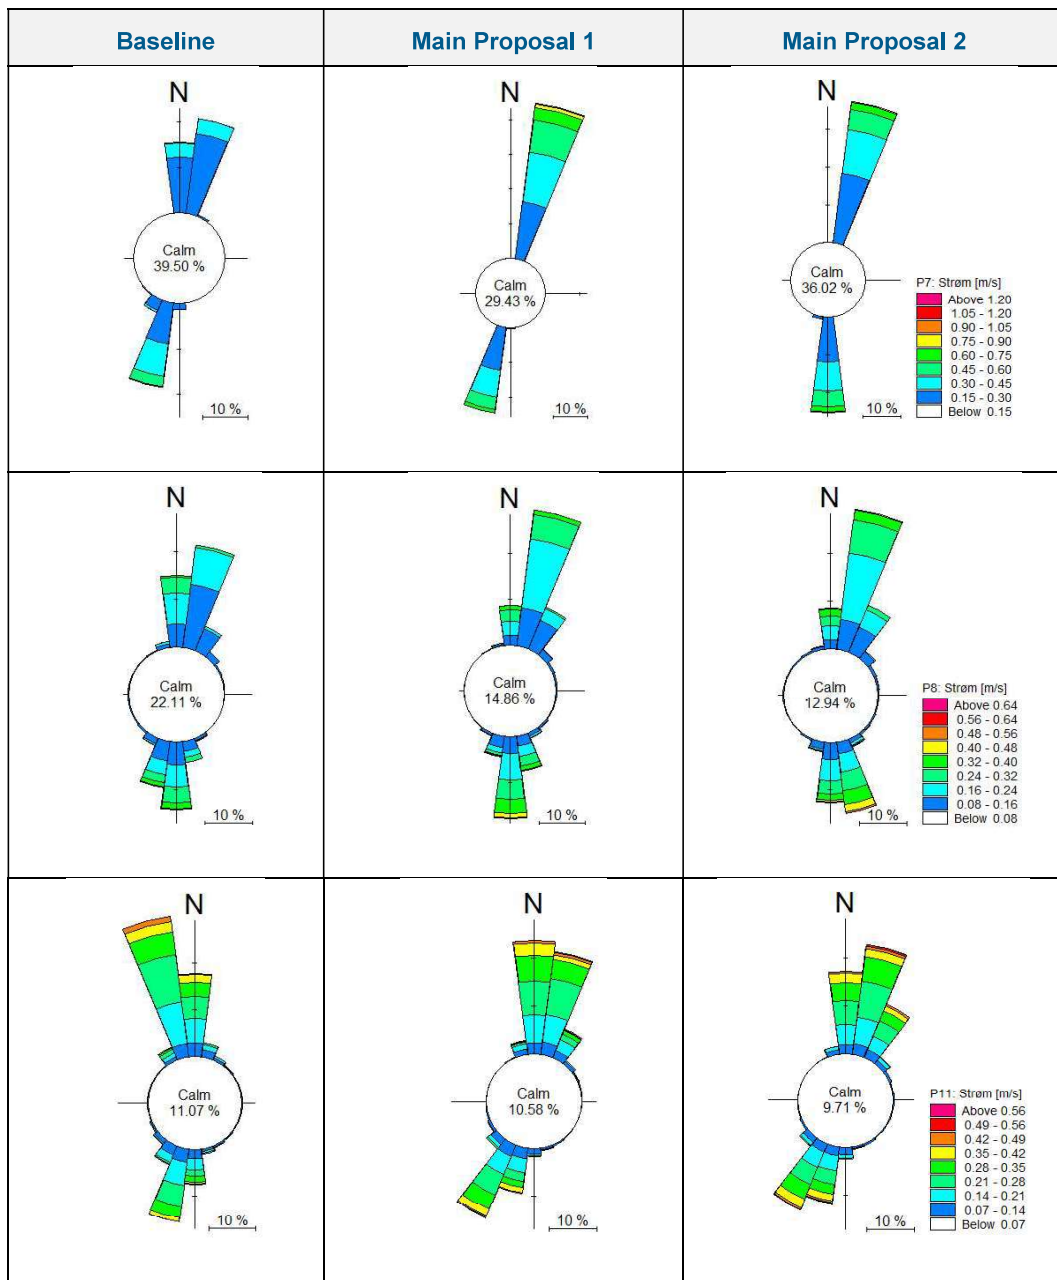 Baseline
Main Proposal 1
Main Proposal 2
N
Calm
39.50 %
10 %
N
Calm
29.43 %
10 %
N
Calm
36.02 %
10 %
P7: Strøm [m/s]
Above 1.20
1.05 - 1.20
0.90 - 1.05
0.75 - 0.90
0.60 - 0.75
0.45 - 0.60
0.30 - 0.45
0.15 - 0.30
Below 0.15
N
Calm
22.11 %
10 %
N
Calm
14.86 %
10 %
N
Calm
12.94 %
10 %
P8: Strøm [m/s]
Above 0.64
0.56 - 0.64
0.48 - 0.56
0.40 - 0.48
0.32 - 0.40
0.24 - 0.32
0.16 - 0.24
0.08 - 0.16
Below 0.08
N
Calm
11.07 %
10 %
N
Calm
10.58 %
10 %
N
Calm
9.71 %
10 %
P11: Strøm [m/s]
Above 0.56
0.49 - 0.56
0.42 - 0.49
0.35 - 0.42
0.28 - 0.35
0.21 - 0.28
0.14 - 0.21
0.07 - 0.14
Below 0.07